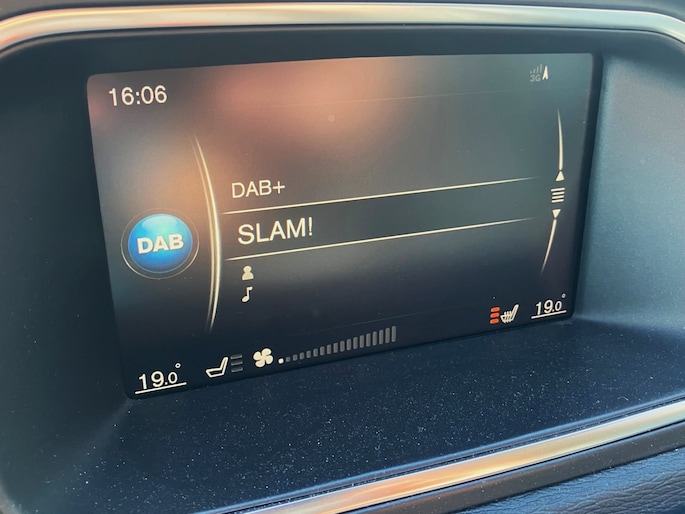 16:06
3G
DAB+
DAB
SLAM!
19.0°
19.0°